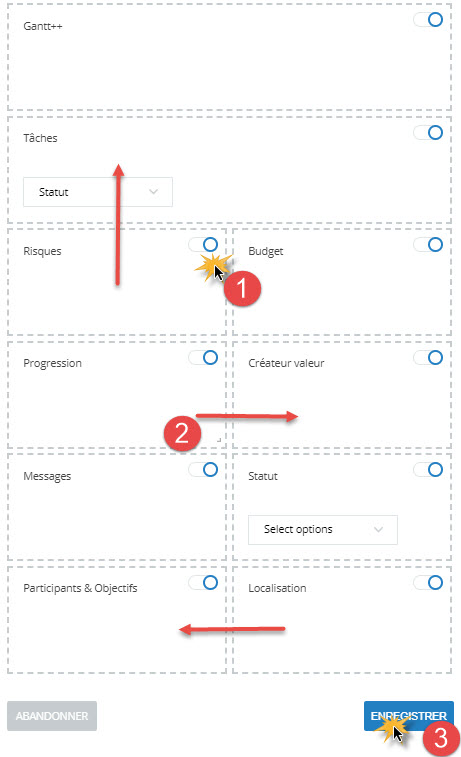 Gantt++
Tâches
Statut
Risques
Budget
1
Progression
Créateur valeur
2
Messages
Statut
Select options
Participants & Objectifs
Localisation
ABANDONNER
ENREGISTRER
3